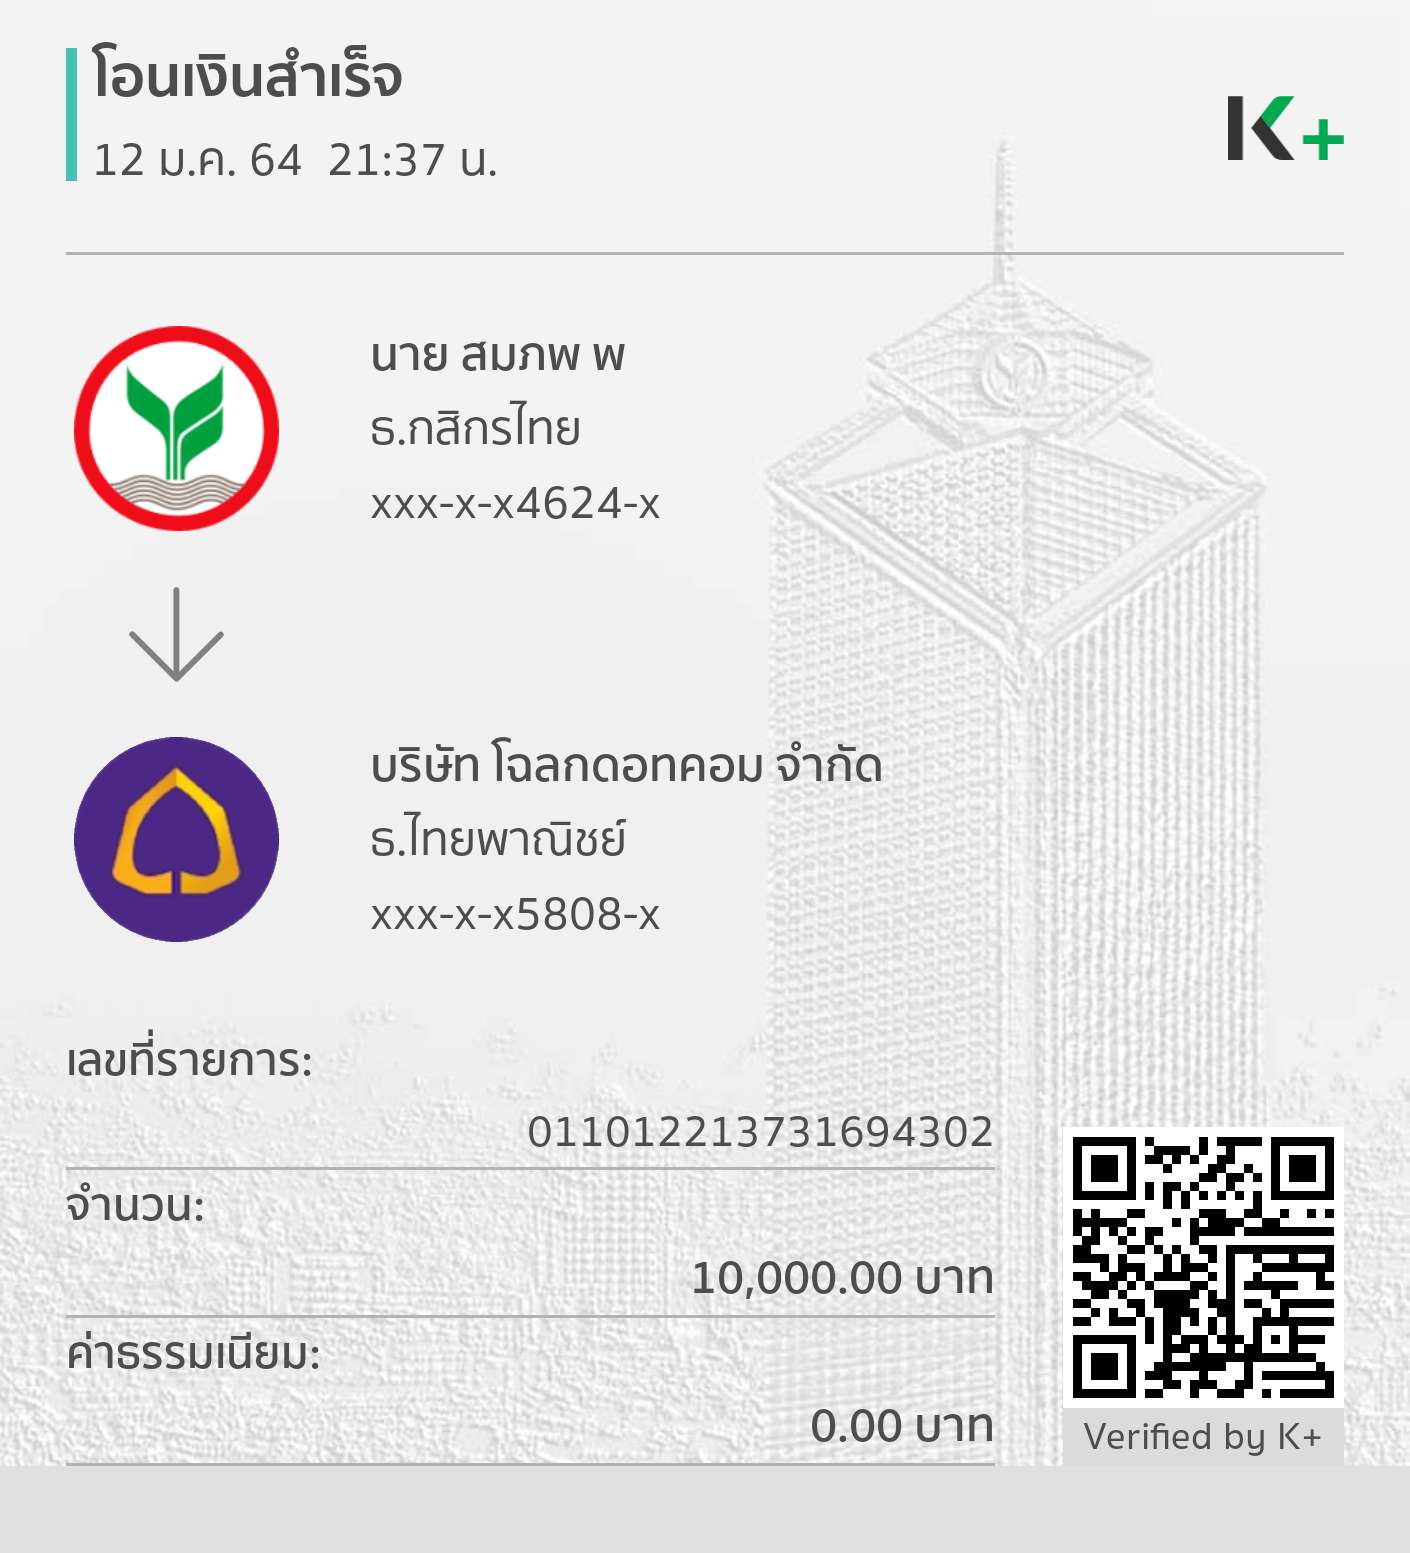 โอนเงินสำเร็จ
12 ม.ค. 64 21:37 น.
K+
นาย สมภพ พ
ธ.กสิกรไทย
xxx-x-x4624-x
บริษัท โฉลกดอทคอม จำกัด
ธ.ไทยพาณิชย์
xxx-x-x5808-x
เลขที่รายการ:
011012213731694302
จำนวน:
10,000.00 บาท
ค่าธรรมเนียม:
0.00 บาท
Verified by K+